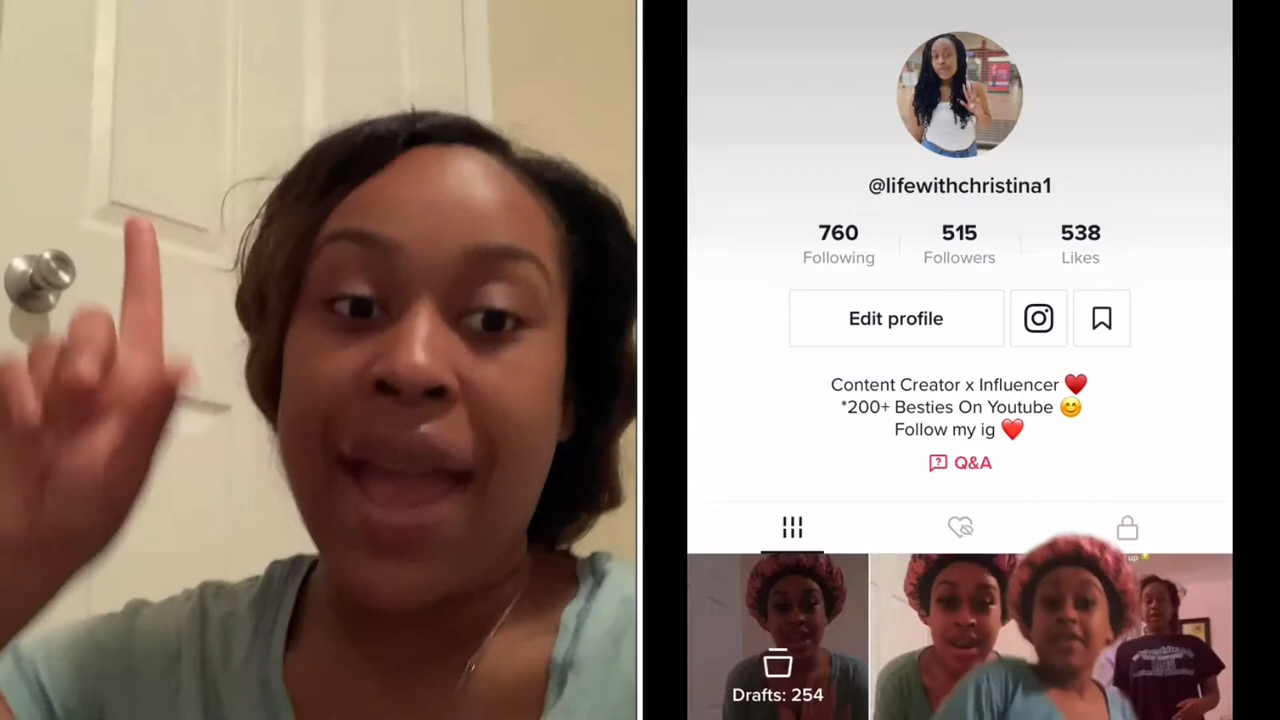 @lifewithchristina1
760 515 538
Following Followers Likes
Edit profile
Content Creator x Influencer ♥️
*200+ Besties On Youtube 😊
Follow my ig ❤️
Q&A
up
Drafts: 254